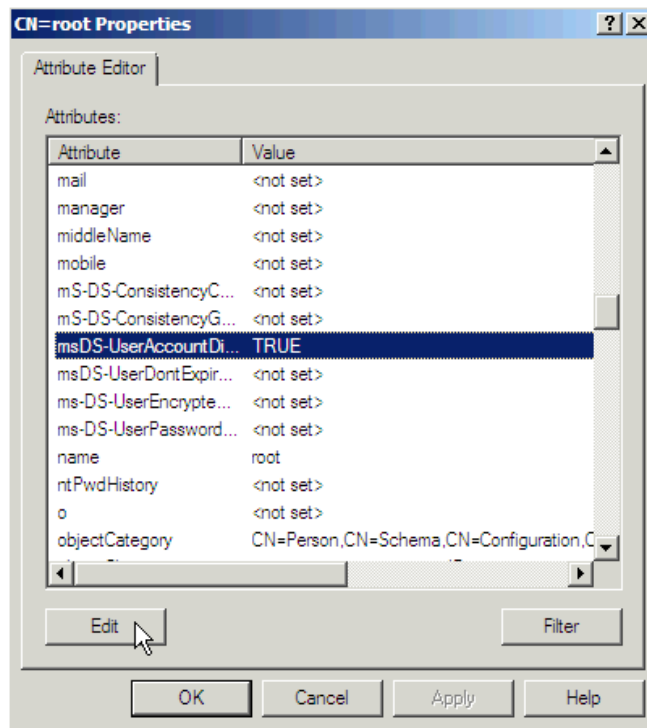 CN=root Properties
Attribute Editor
Attributes:
Attribute Value
mail <not set>
manager <not set>
middleName <not set>
mobile <not set>
mS-DS-ConsistencyC... <not set>
mS-DS-ConsistencyG... <not set>
msDS-UserAccountDi... TRUE
msDS-UserDontExpir... <not set>
ms-DS-UserEncrypte... <not set>
ms-DS-UserPassword... <not set>
name root
ntPwdHistory <not set>
o <not set>
objectCategory CN=Person,CN=Schema,CN=Configuration,C
Edit Filter
OK Cancel Apply Help